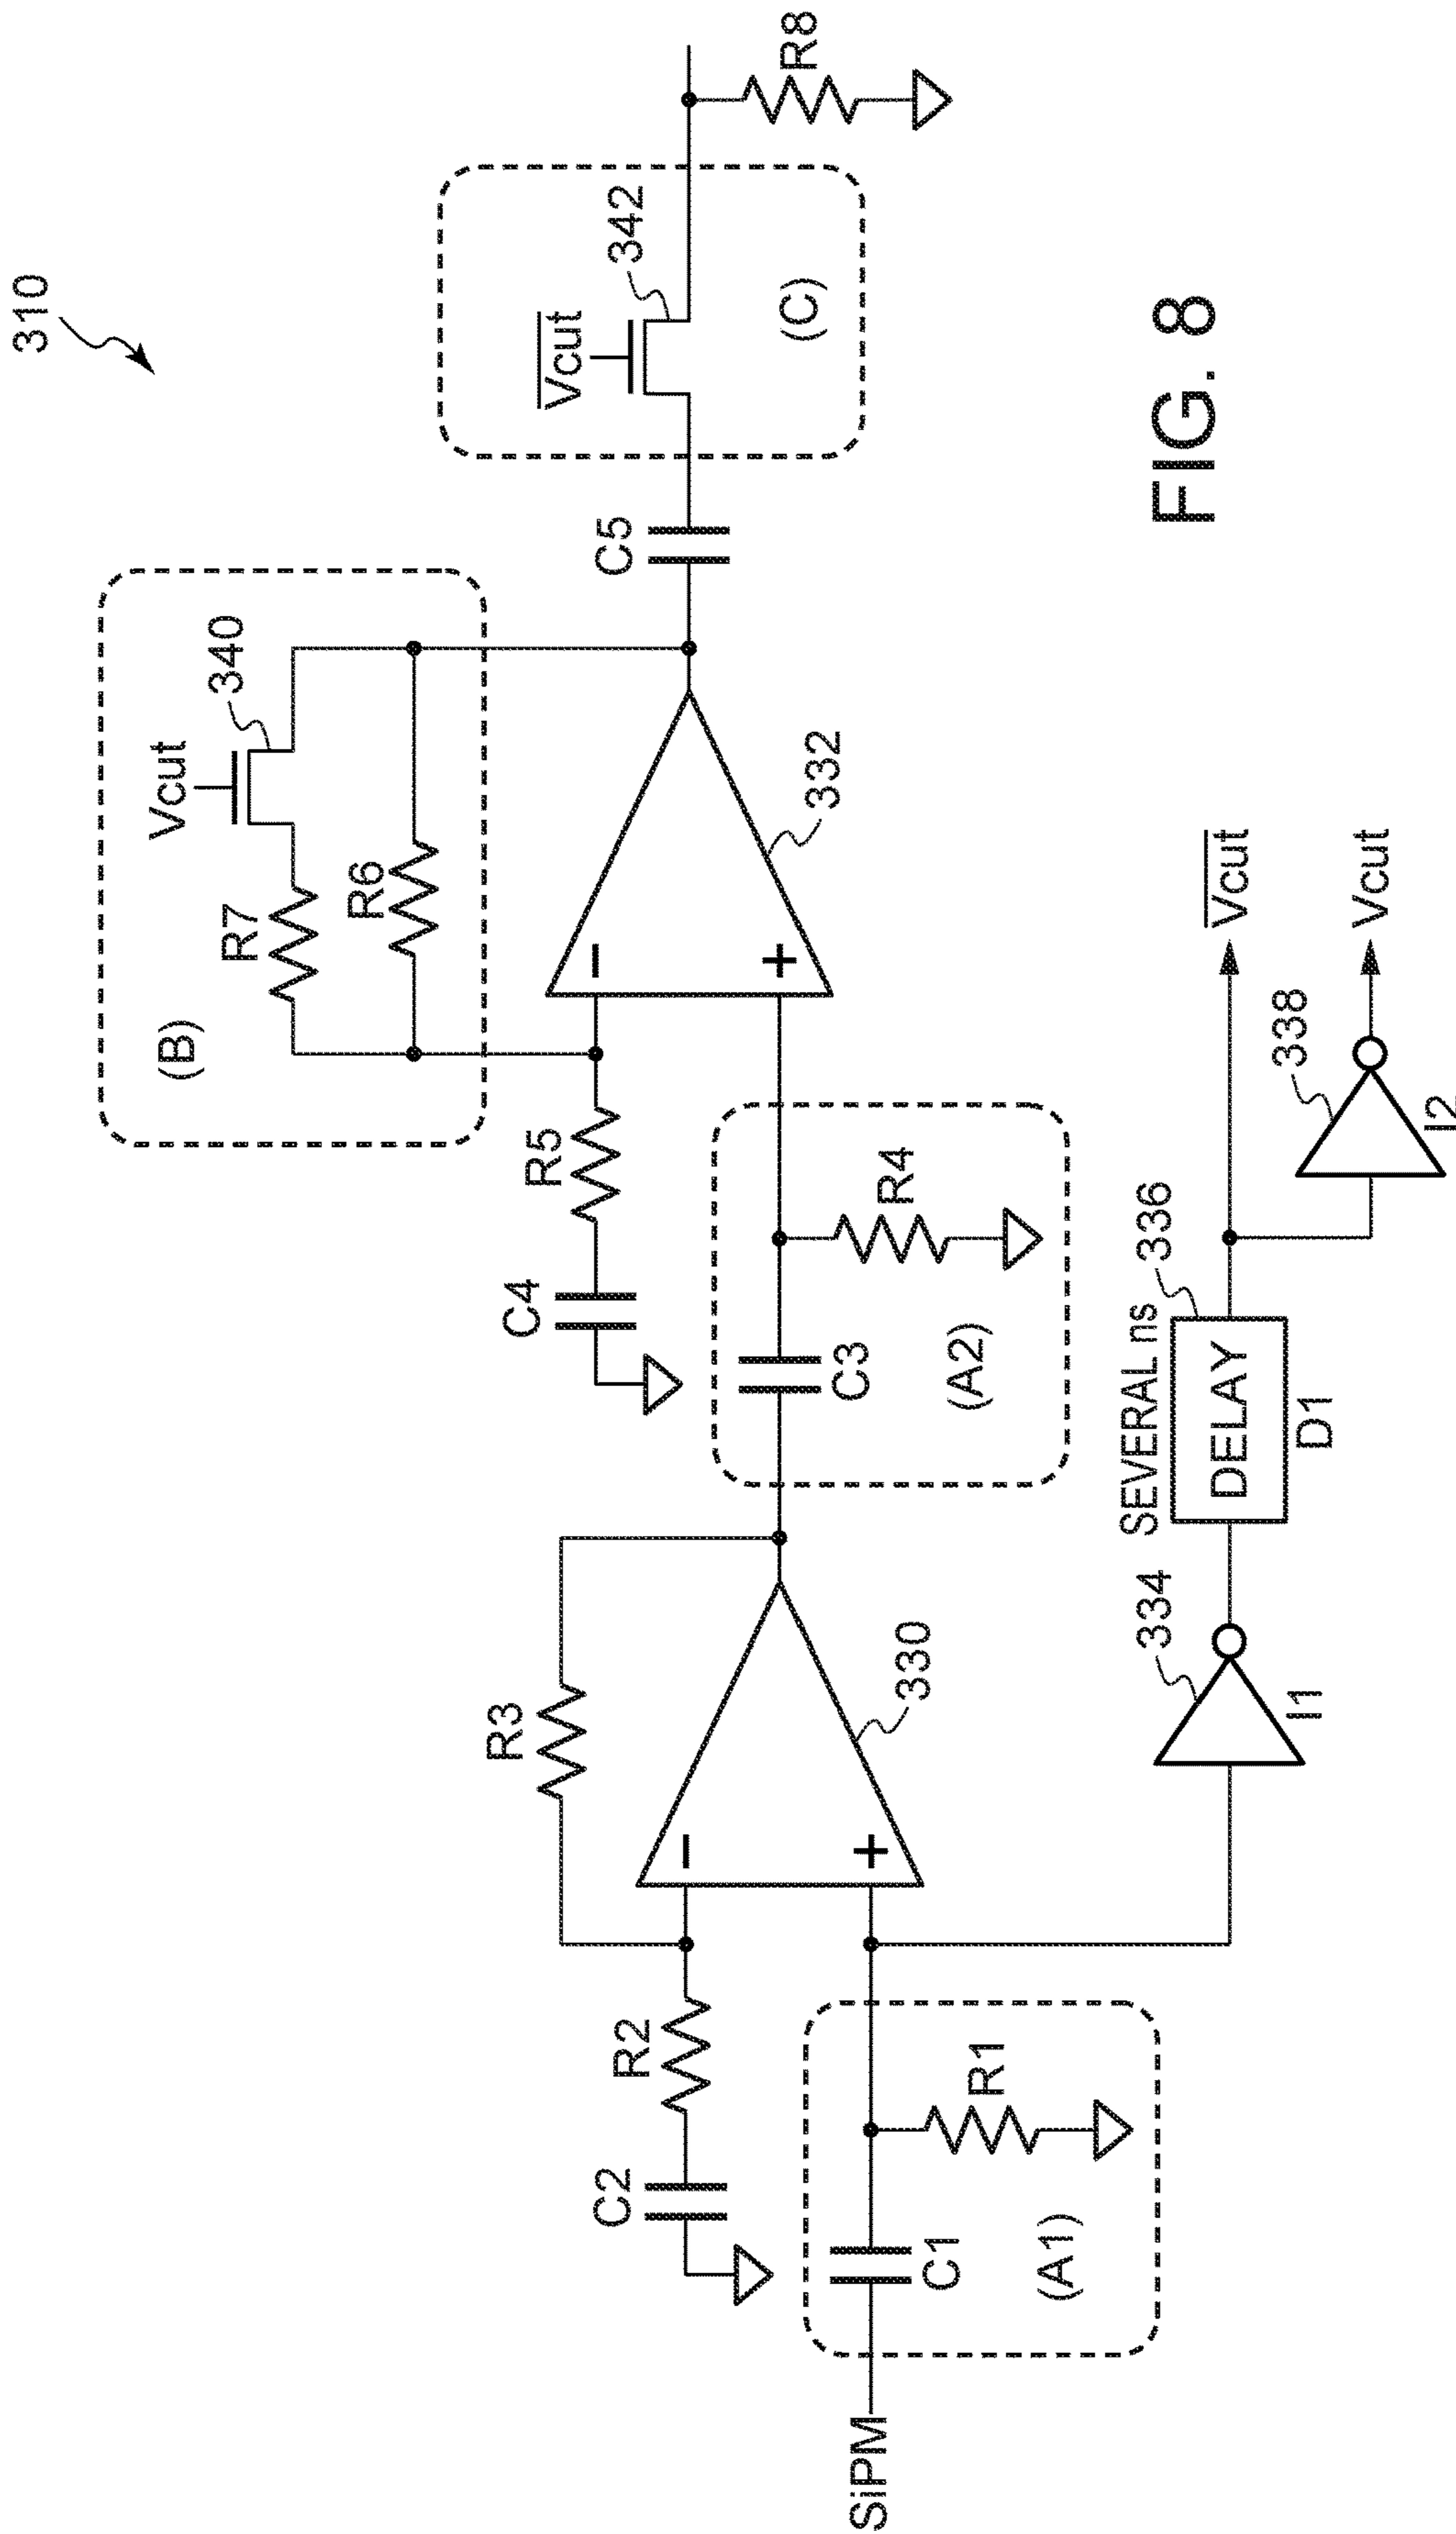 310
R8
342
Vcut
(C)
C5
340
Vcut
R7
R6
(B)
332
−
+
R5
C4
R4
C3
(A2)
R3
330
−
+
R2
C2
R1
C1
(A1)
SiPM
334
I1
SEVERAL ns
336
DELAY
D1
338
I2
Vcut
Vcut
FIG. 8